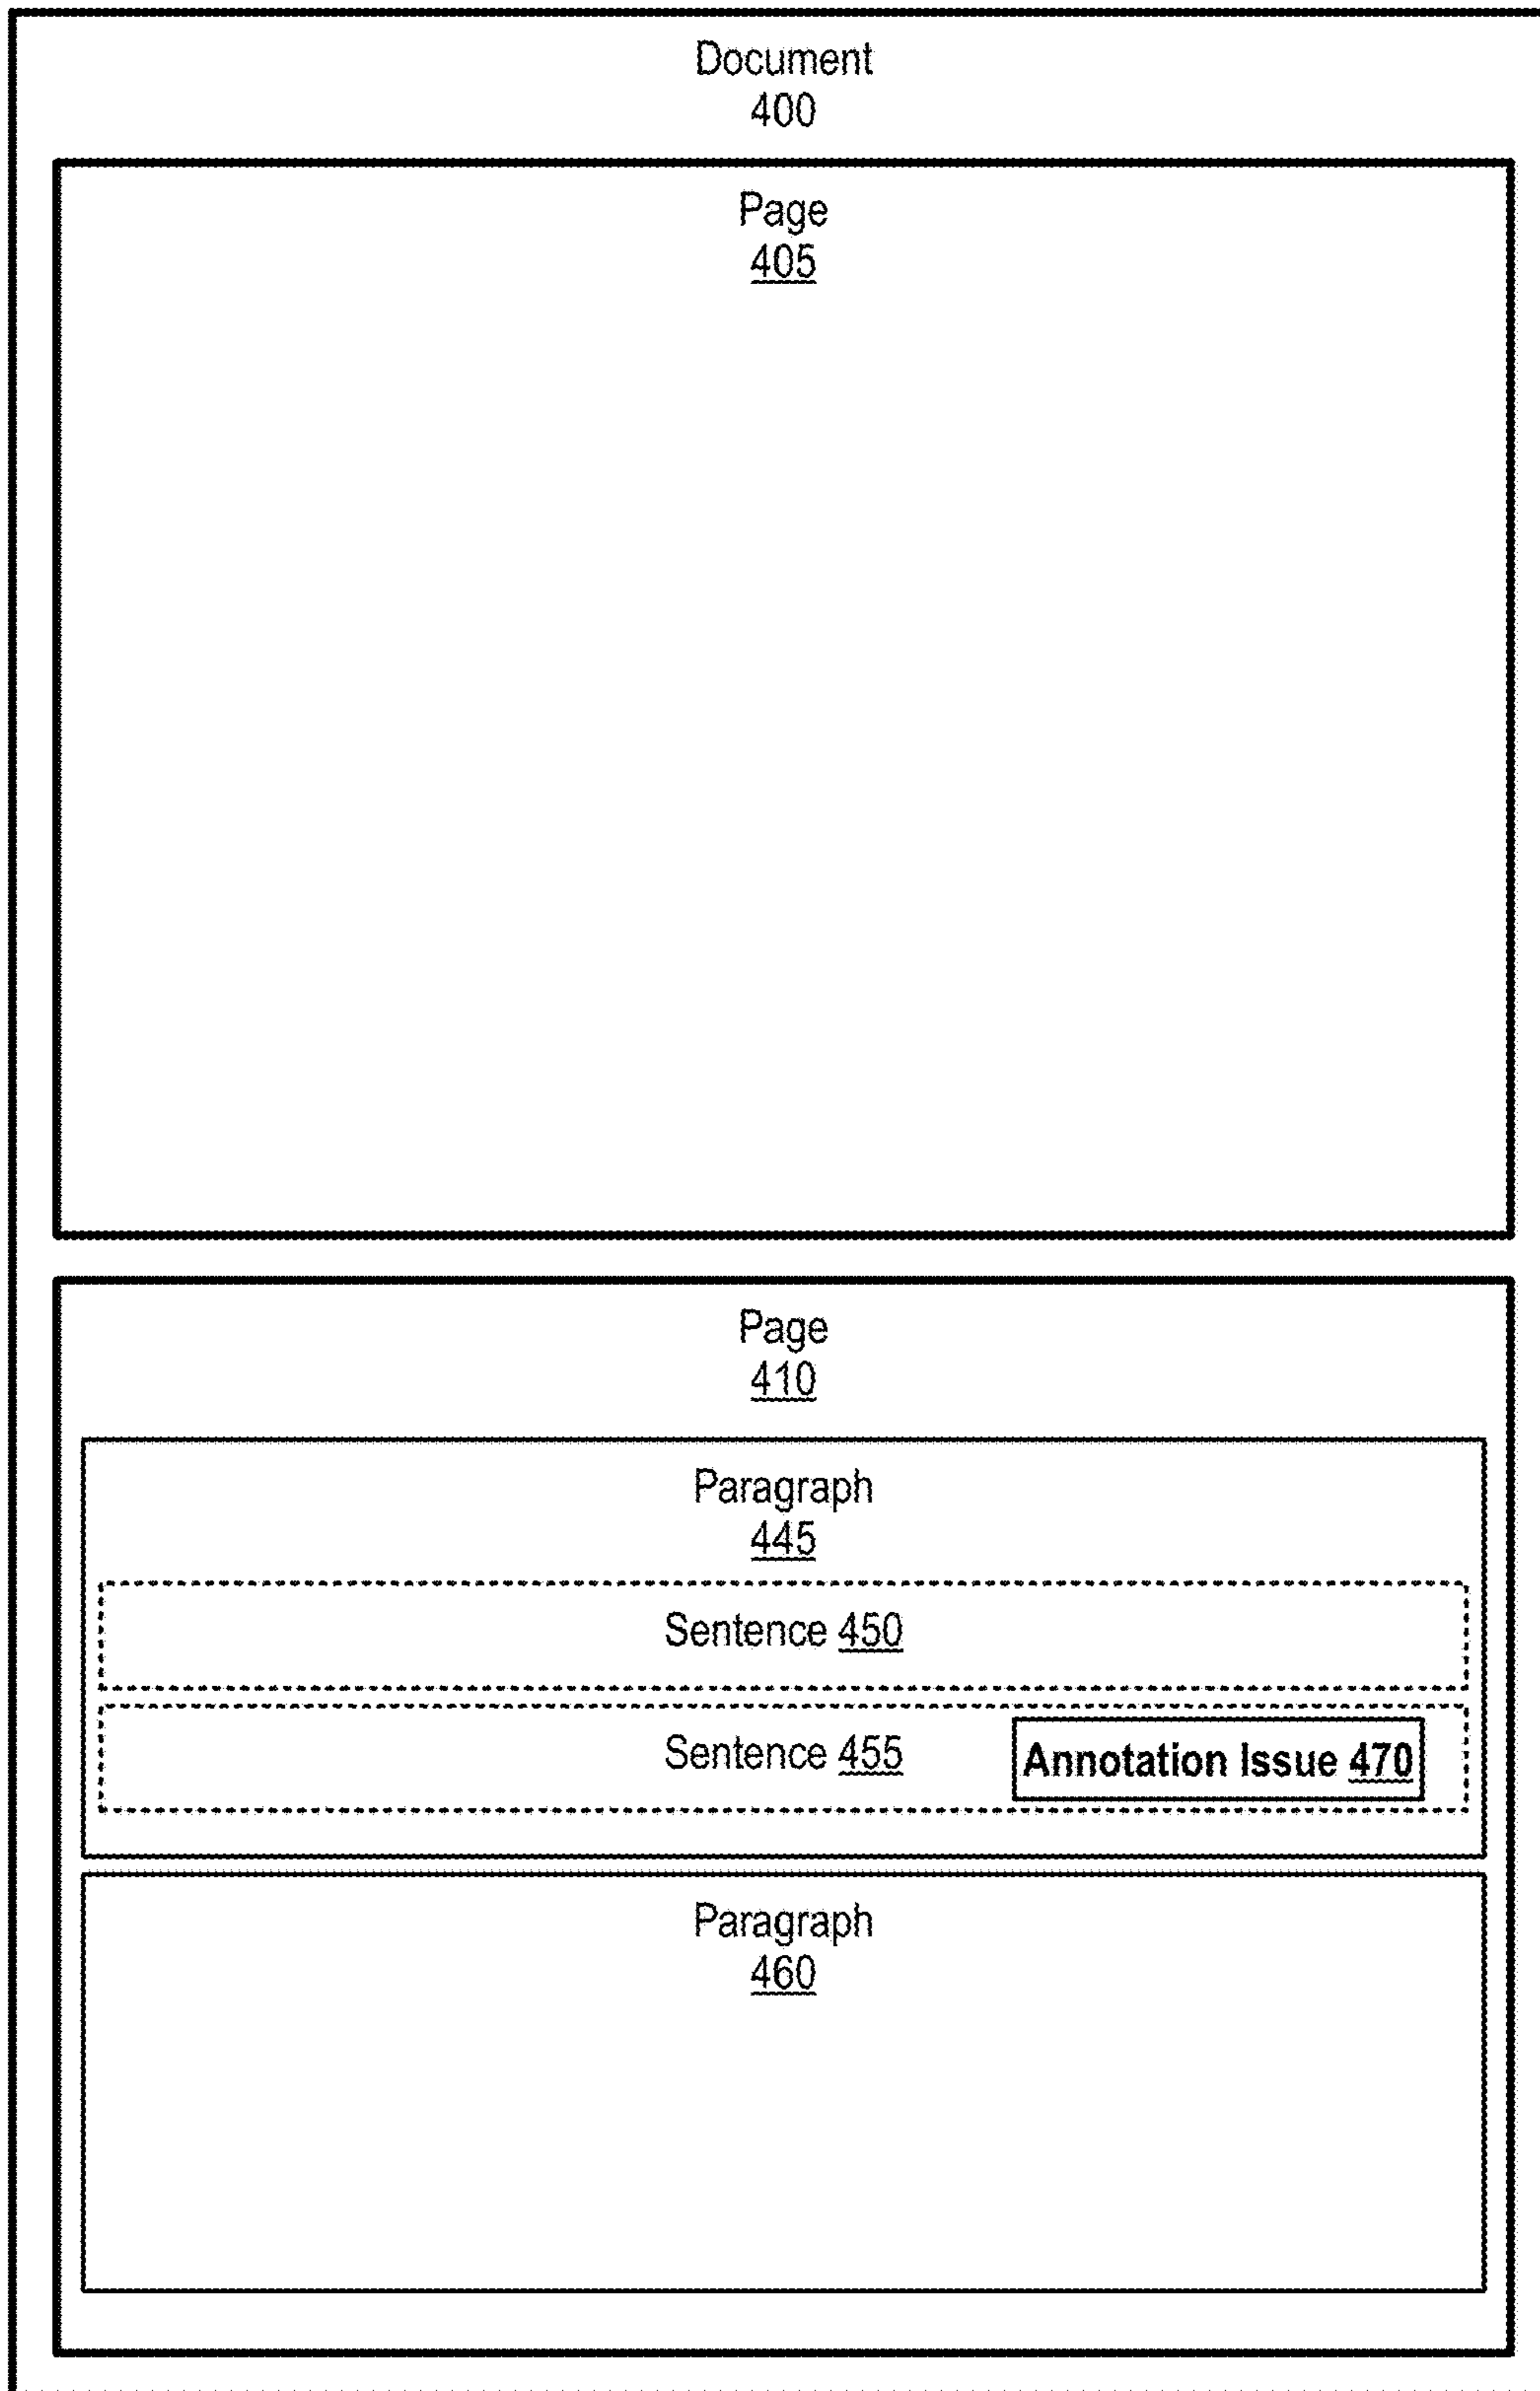 Document
400
Page
405
Page
410
Paragraph
445
Sentence 450
Sentence 455 Annotation Issue 470
Paragraph
460